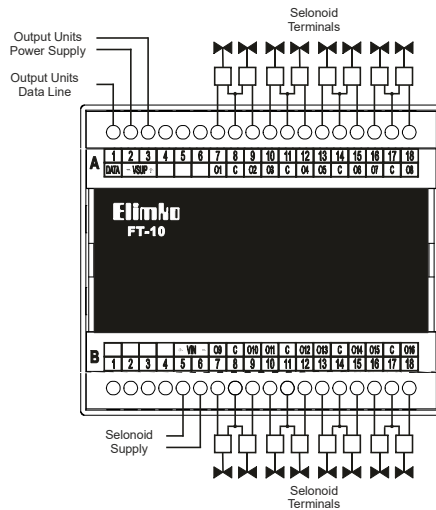 Selonoid
Terminals
Output Units
Power Supply
Output Units
Data Line
1 2 3 4 5 6 7 8 9 10 11 12 13 14 15 16 17 18
A
DATA - VSUP + O1 C O2 O3 C O4 O5 C O6 O7 C O8
Elimko
FT-10
B
+ VIN - O9 C O10 O11 C O12 O13 C O14 O15 C O16
1 2 3 4 5 6 7 8 9 10 11 12 13 14 15 16 17 18
Selonoid
Supply
Selonoid
Terminals